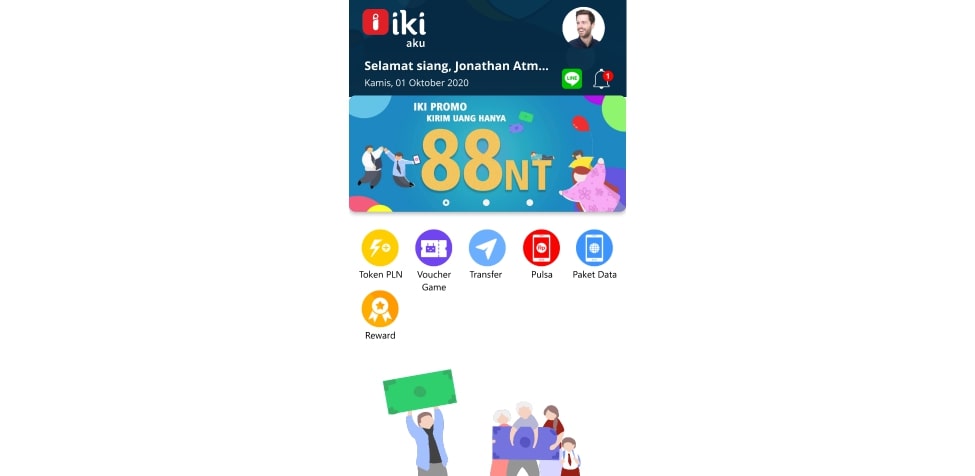 iki
aku
Selamat siang, Jonathan Atm...
Kamis, 01 Oktober 2020
LINE
1
IKI PROMO
KIRIM UANG HANYA
88NT
Token PLN
Voucher Game
Transfer
Rp
Pulsa
Paket Data
Reward